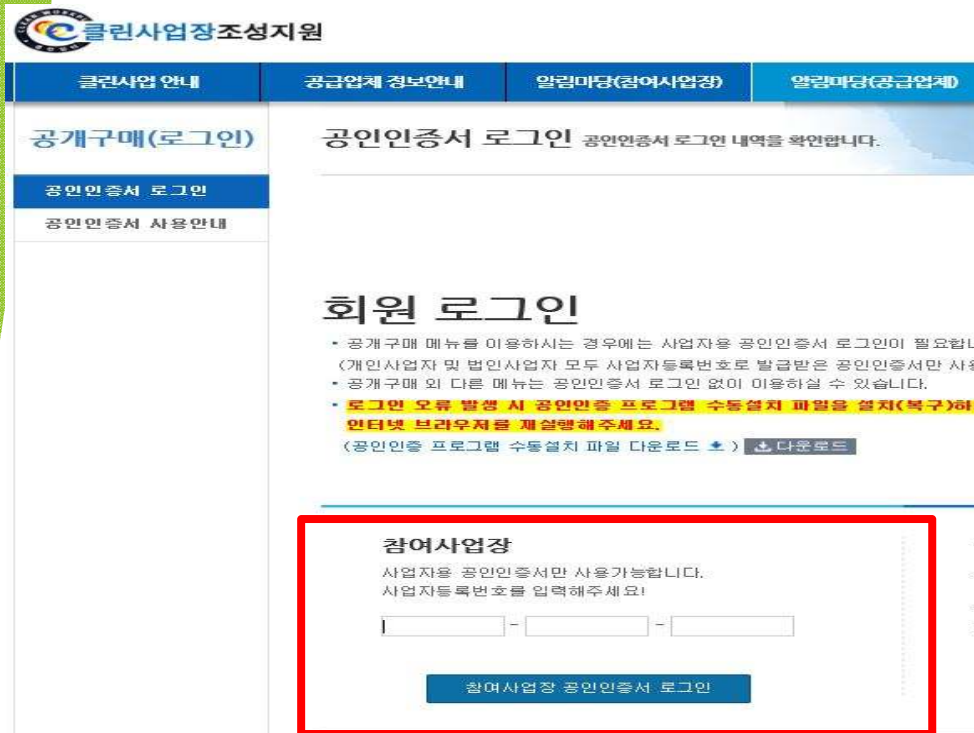 클린사업장조성지원
클린사업 안내 공급업체 정보안내 알림마당(참여사업장) 알림마당(공급업체)
공개구매(로그인)
공인인증서 로그인 공인인증서 로그인 내역을 확인합니다.
공인인증서 로그인
공인인증서 사용안내
회원 로그인
• 공개구매 메뉴를 이용하시는 경우에는 사업자용 공인인증서 로그인이 필요합니
(개인사업자 및 법인사업자 모두 사업자등록번호로 발급받은 공인인증서만 사용
• 공개구매 외 다른 메뉴는 공인인증서 로그인 없이 이용하실 수 있습니다.
• 로그인 오류 발생 시 공인인증 프로그램 수동설치 파일을 설치(복구)하
인터넷 브라우저를 재실행해주세요.
(공인인증 프로그램 수동설치 파일 다운로드 ) 다운로드
참여사업장
사업자용 공인인증서만 사용가능합니다.
사업자등록번호를 입력해주세요!
- -
참여사업장 공인인증서 로그인